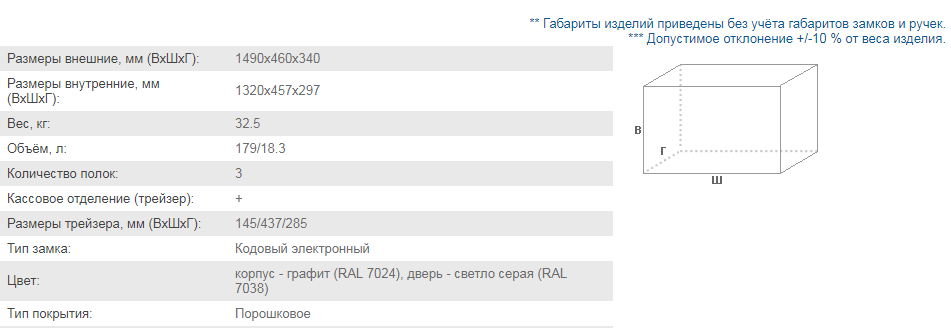 ** Габариты изделий приведены без учёта габаритов замков и ручек.
*** Допустимое отклонение +/-10 % от веса изделия.
Размеры внешние, мм (ВхШхГ): 1490x460x340
Размеры внутренние, мм
(ВхШхГ): 1320x457x297
Вес, кг: 32.5
Объём, л: 179/18.3
Количество полок: 3
Кассовое отделение (трейзер): +
Размеры трейзера, мм (ВхШхГ): 145/437/285
Тип замка: Кодовый электронный
Цвет: корпус - графит (RAL 7024), дверь - светло серая (RAL
7038)
Тип покрытия: Порошковое
В
Г
Ш